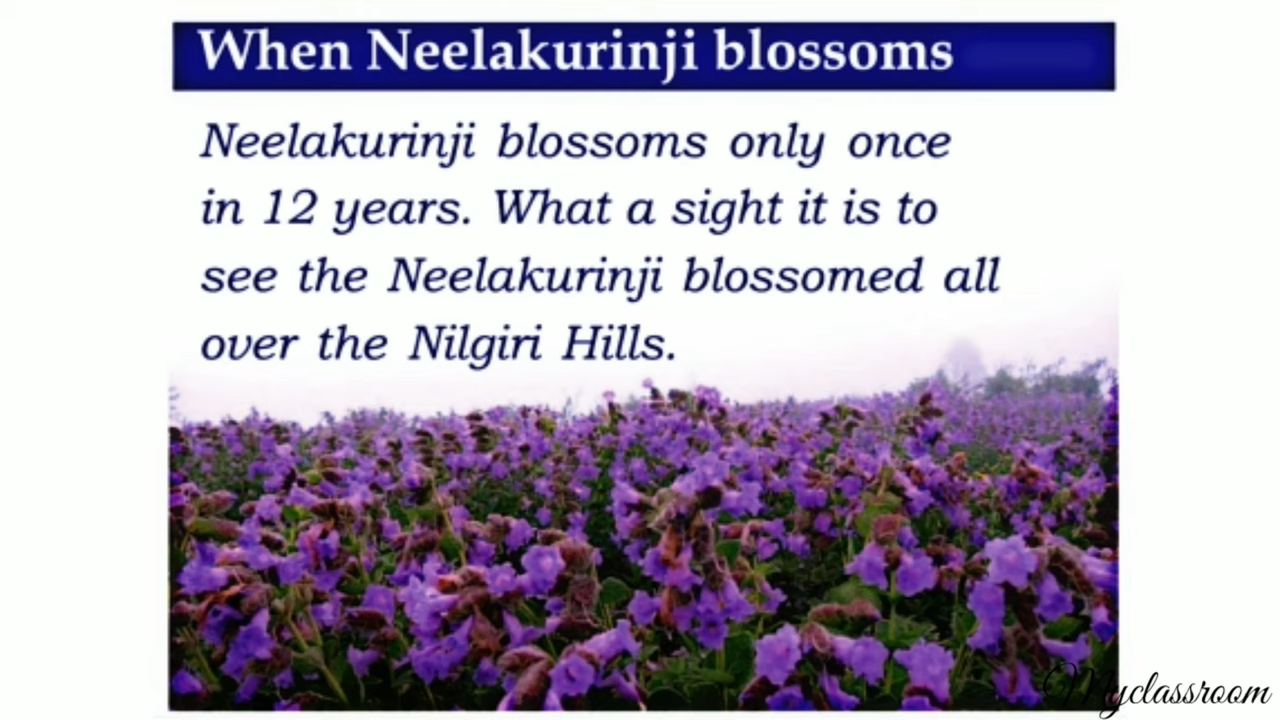 When Neelakurinji blossoms
Neelakurinji blossoms only once
in 12 years. What a sight it is to
see the Neelakurinji blossomed all
over the Nilgiri Hills.
Myclassroom